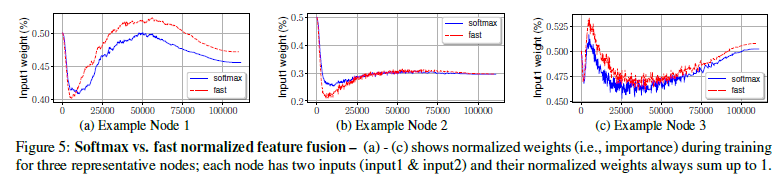 Input1 weight (%)
0.50
0.45
0.40
softmax
fast
0 25000 50000 75000 100000
(a) Example Node 1
Input1 weight (%)
0.5
0.4
0.3
0.2
softmax
fast
0 25000 50000 75000 100000
(b) Example Node 2
Input1 weight (%)
0.525
0.500
0.475
0.450
softmax
fast
0 25000 50000 75000 100000
(c) Example Node 3
Figure 5: Softmax vs. fast normalized feature fusion – (a) - (c) shows normalized weights (i.e., importance) during training
for three representative nodes; each node has two inputs (input1 & input2) and their normalized weights always sum up to 1.